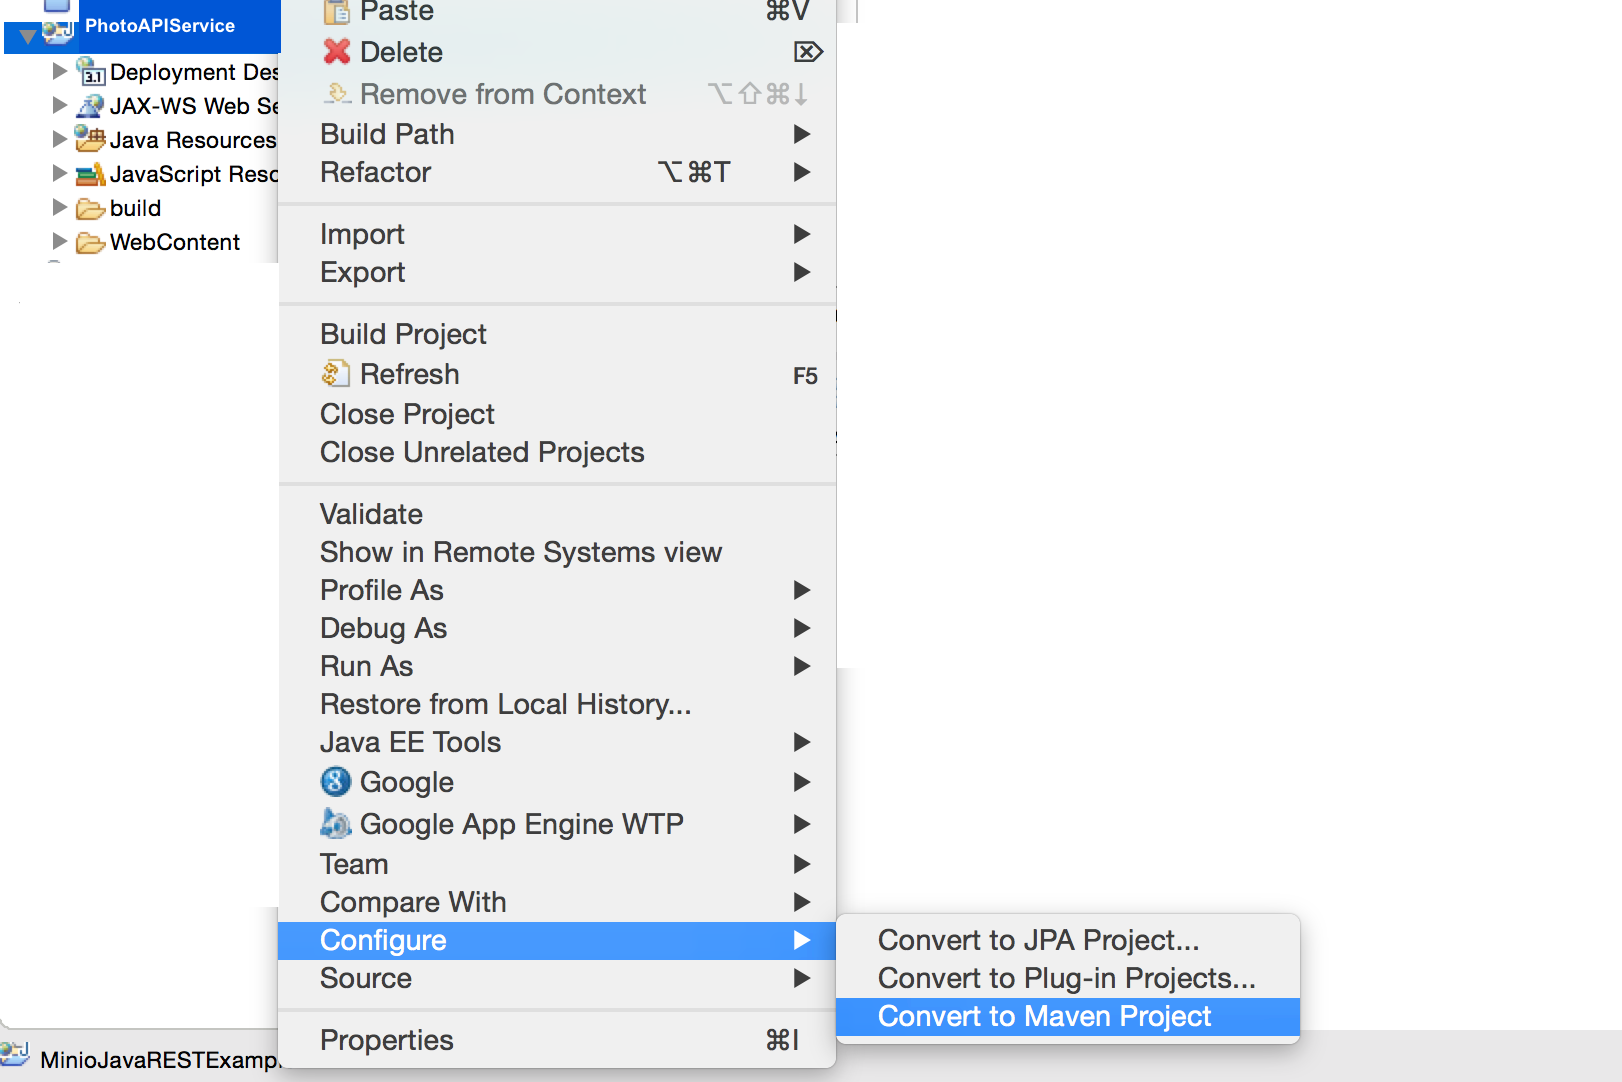 PhotoAPIService
3.1
Deployment Des
JAX-WS Web Se
Java Resources
JavaScript Reso
build
WebContent
Paste ⌘V
Delete ⌦
Remove from Context ⌥⇧⌘↓
Build Path
Refactor ⌥⌘T
Import
Export
Build Project
Refresh F5
Close Project
Close Unrelated Projects
Validate
Show in Remote Systems view
Profile As
Debug As
Run As
Restore from Local History...
Java EE Tools
Google
Google App Engine WTP
Team
Compare With
Configure
Source
Properties ⌘I
Convert to JPA Project...
Convert to Plug-in Projects...
Convert to Maven Project
MinioJavaRESTExamp